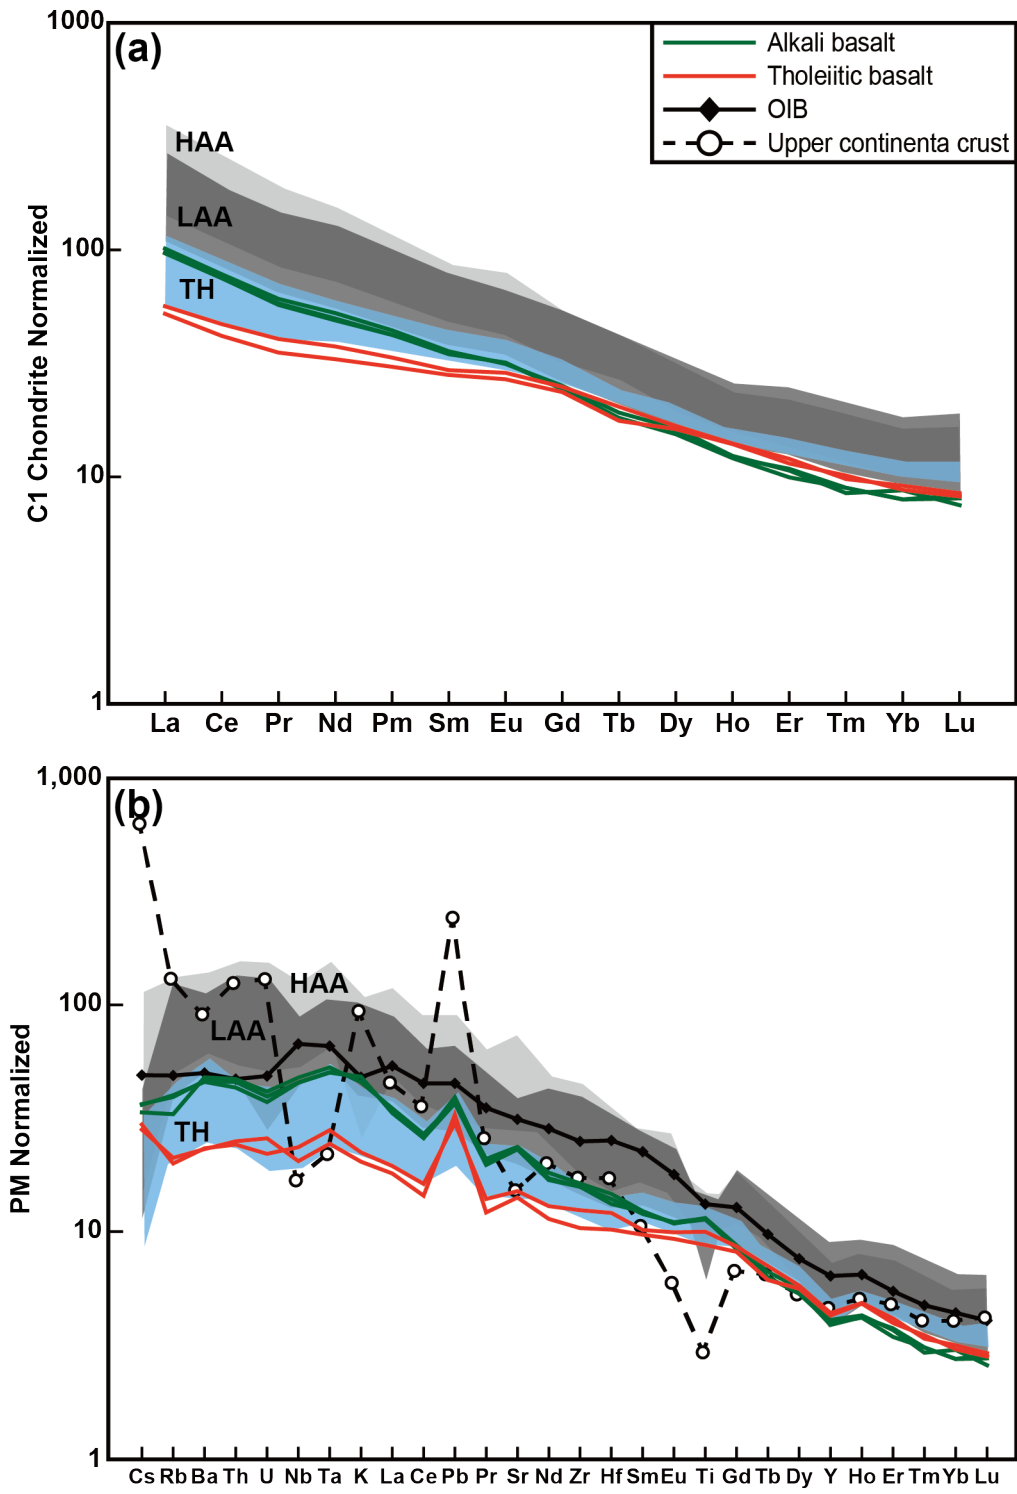 1000
(a)
Alkali basalt
Tholeiitic basalt
OIB
Upper continenta crust
HAA
LAA
TH
100
10
1
C1 Chondrite Normalized
La Ce Pr Nd Pm Sm Eu Gd Tb Dy Ho Er Tm Yb Lu
1,000
(b)
HAA
LAA
TH
100
10
1
PM Normalized
Cs Rb Ba Th U Nb Ta K La Ce Pb Pr Sr Nd Zr Hf Sm Eu Ti Gd Tb Dy Y Ho Er Tm Yb Lu